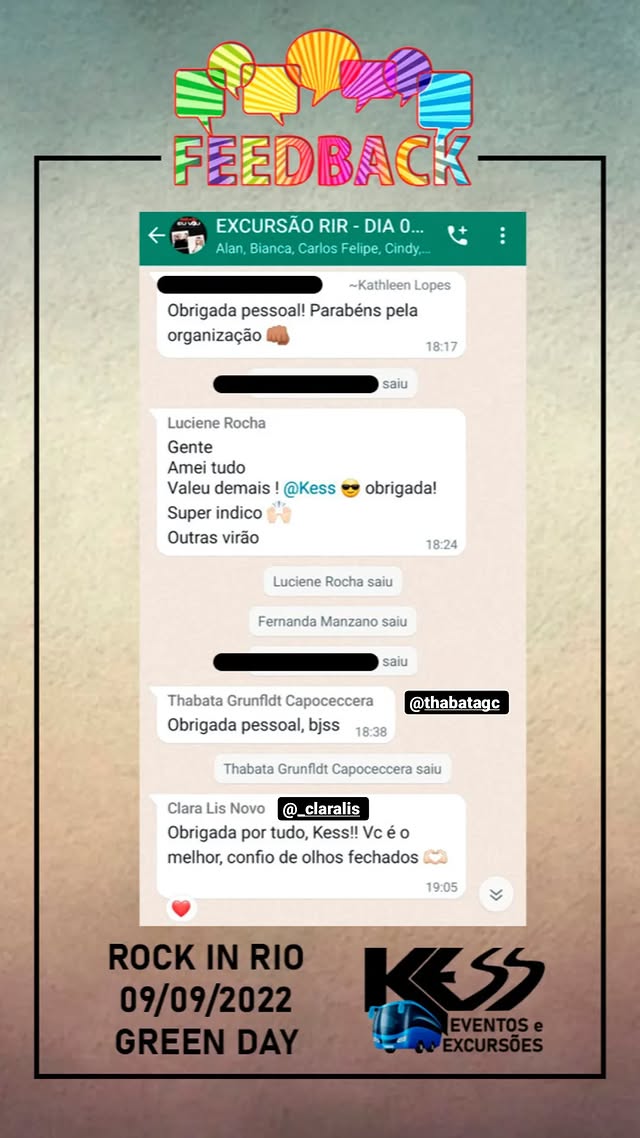 FEEDBACK
EXCURSÃO RIR - DIA 0...
Alan, Bianca, Carlos Felipe, Cindy,...
~Kathleen Lopes
Obrigada pessoal! Parabéns pela
organização 👊🏾
18:17
saiu
Luciene Rocha
Gente
Amei tudo
Valeu demais ! @Kess 😎 obrigada!
Super indico 🙌🏻
Outras virão
18:24
Luciene Rocha saiu
Fernanda Manzano saiu
saiu
Thabata Grunfldt Capoceccera
@thabatagc
Obrigada pessoal, bjss
18:38
Thabata Grunfldt Capoceccera saiu
Clara Lis Novo
@_claralis
Obrigada por tudo, Kess!! Vc é o
melhor, confio de olhos fechados 🫶🏻
19:05
❤️
ROCK IN RIO
09/09/2022
GREEN DAY
KESS
EVENTOS e
EXCURSÕES